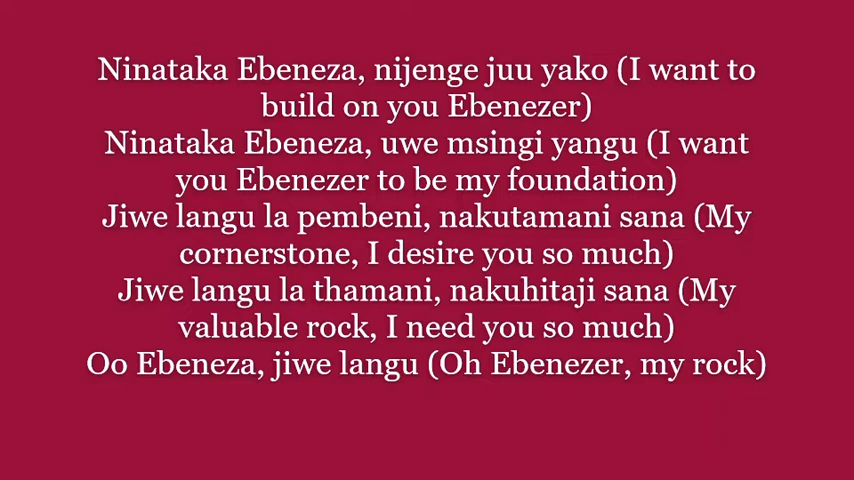 Ninataka Ebeneza, nijenge juu yako (I want to
build on you Ebenezer)
Ninataka Ebeneza, uwe msingi yangu (I want
you Ebenezer to be my foundation)
Jiwe langu la pembeni, nakutamani sana (My
cornerstone, I desire you so much)
Jiwe langu la thamani, nakuhitaji sana (My
valuable rock, I need you so much)
Oo Ebeneza, jiwe langu (Oh Ebenezer, my rock)